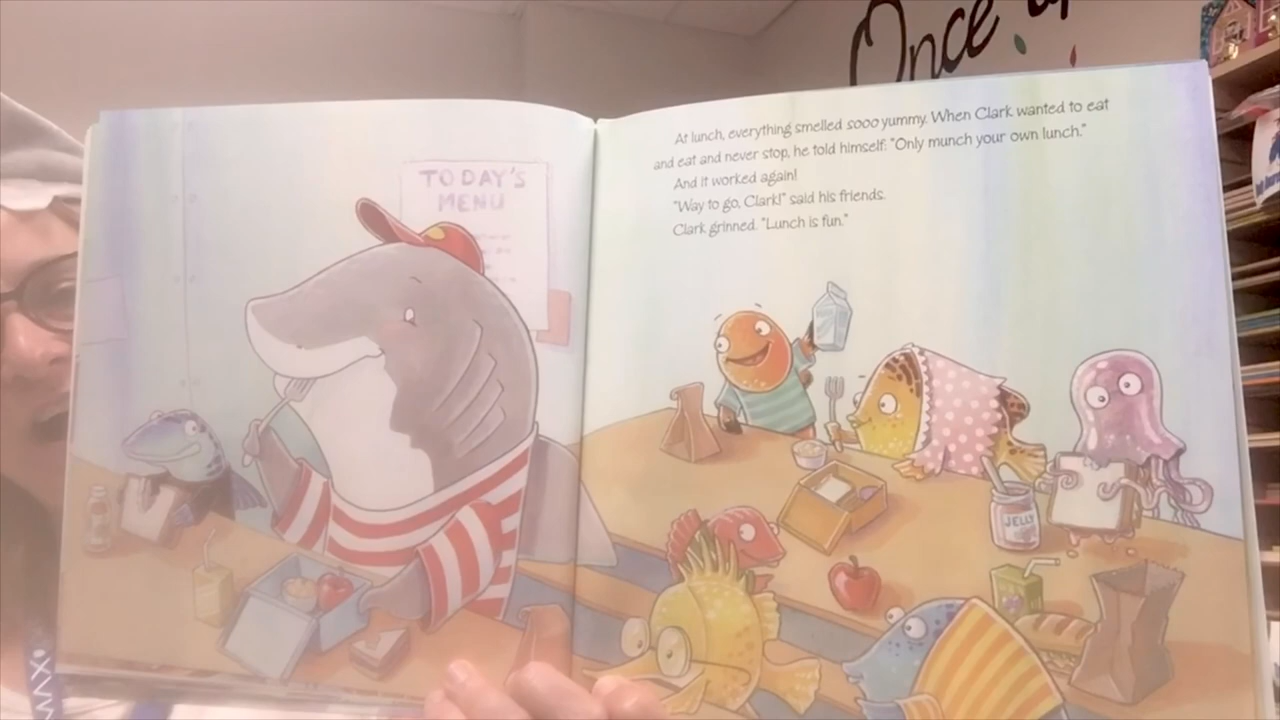 Once up
TODAY'S
MENU
At lunch, everything smelled sooo yummy. When Clark wanted to eat
and eat and never stop, he told himself: "Only munch your own lunch."
And it worked again!
"Way to go, Clark!" said his friends.
Clark grinned. "Lunch is fun."
JELLY